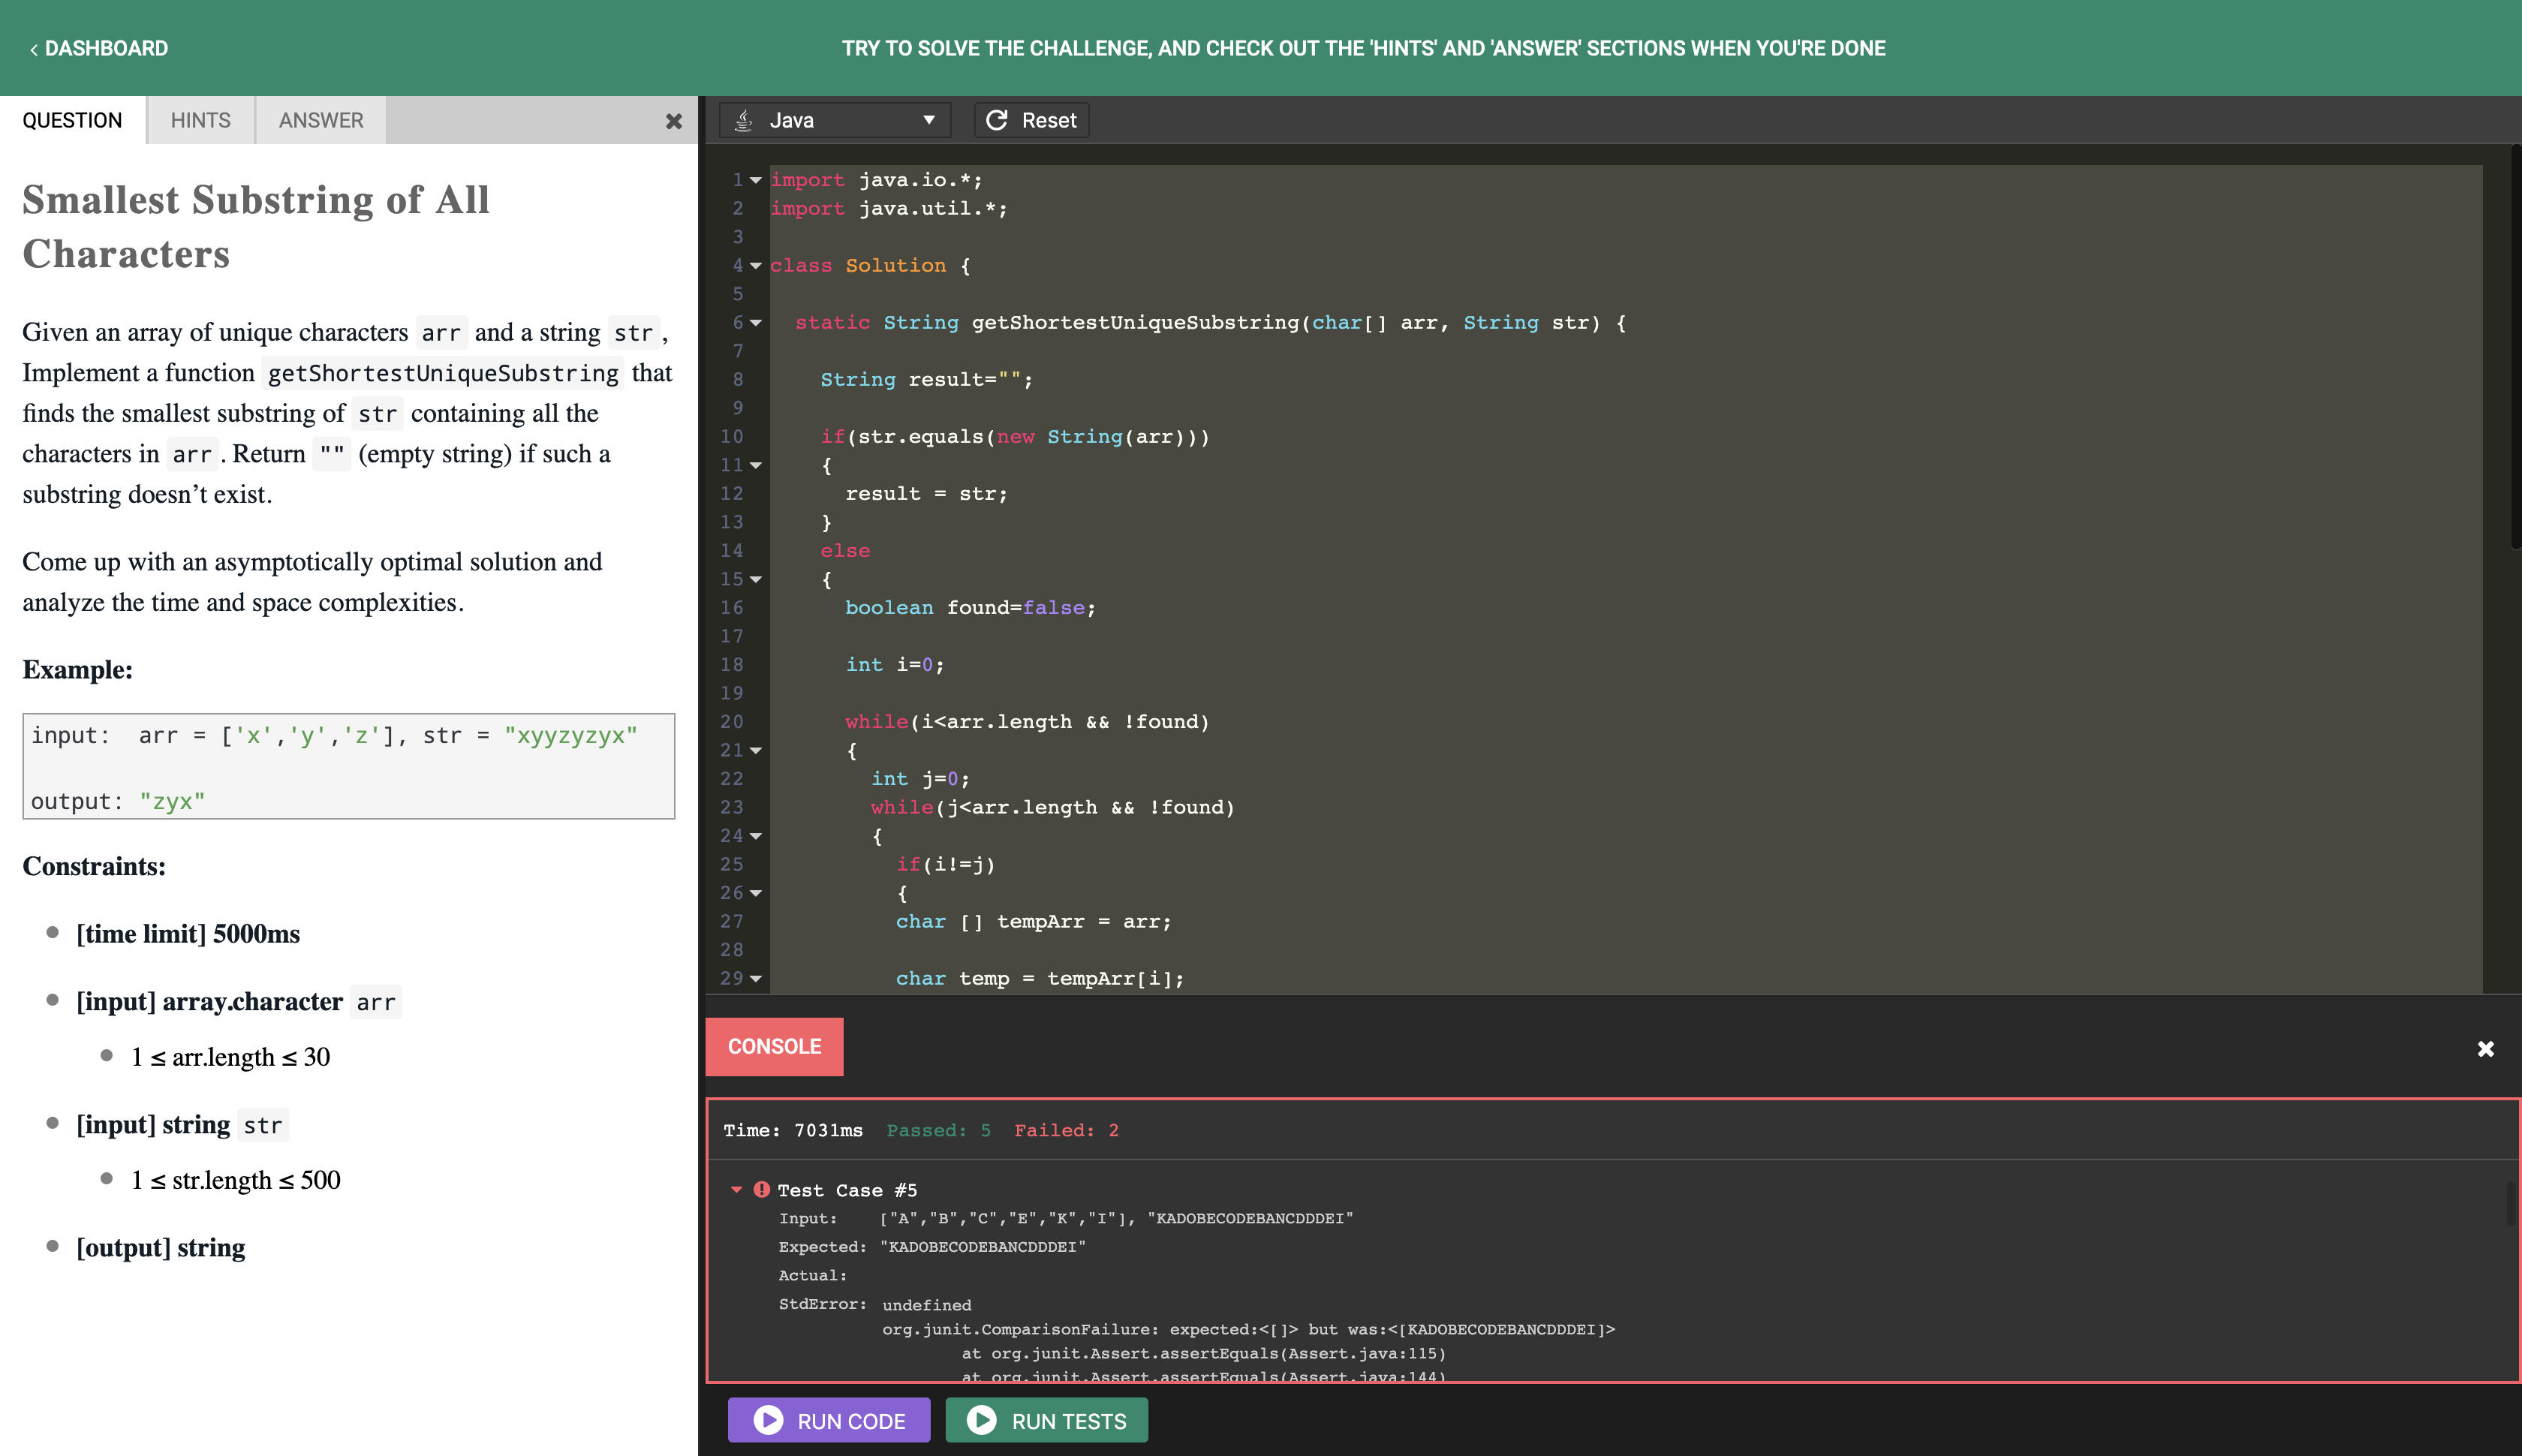 ‹ DASHBOARD
TRY TO SOLVE THE CHALLENGE, AND CHECK OUT THE 'HINTS' AND 'ANSWER' SECTIONS WHEN YOU'RE DONE
QUESTION HINTS ANSWER ×
Smallest Substring of All
Characters
Given an array of unique characters arr and a string str,
Implement a function getShortestUniqueSubstring that
finds the smallest substring of str containing all the
characters in arr. Return "" (empty string) if such a
substring doesn’t exist.
Come up with an asymptotically optimal solution and
analyze the time and space complexities.
Example:
input:  arr = ['x','y','z'], str = "xyyzyzyx"
output: "zyx"
Constraints:
[time limit] 5000ms
[input] array.character arr
1 ≤ arr.length ≤ 30
[input] string str
1 ≤ str.length ≤ 500
[output] string
Java Reset
1 import java.io.*;
2 import java.util.*;
3
4 class Solution {
5
6 static String getShortestUniqueSubstring(char[] arr, String str) {
7
8 String result="";
9
10 if(str.equals(new String(arr)))
11 {
12 result = str;
13 }
14 else
15 {
16 boolean found=false;
17
18 int i=0;
19
20 while(i<arr.length && !found)
21 {
22 int j=0;
23 while(j<arr.length && !found)
24 {
25 if(i!=j)
26 {
27 char [] tempArr = arr;
28
29 char temp = tempArr[i];
CONSOLE ×
Time: 7031ms Passed: 5 Failed: 2
Test Case #5
Input: ["A","B","C","E","K","I"], "KADOBECODEBANCDDDEI"
Expected: "KADOBECODEBANCDDDEI"
Actual:
StdError: undefined
org.junit.ComparisonFailure: expected:<[]> but was:<[KADOBECODEBANCDDDEI]>
at org.junit.Assert.assertEquals(Assert.java:115)
at org.junit.Assert.assertEquals(Assert.java:144)
RUN CODE RUN TESTS